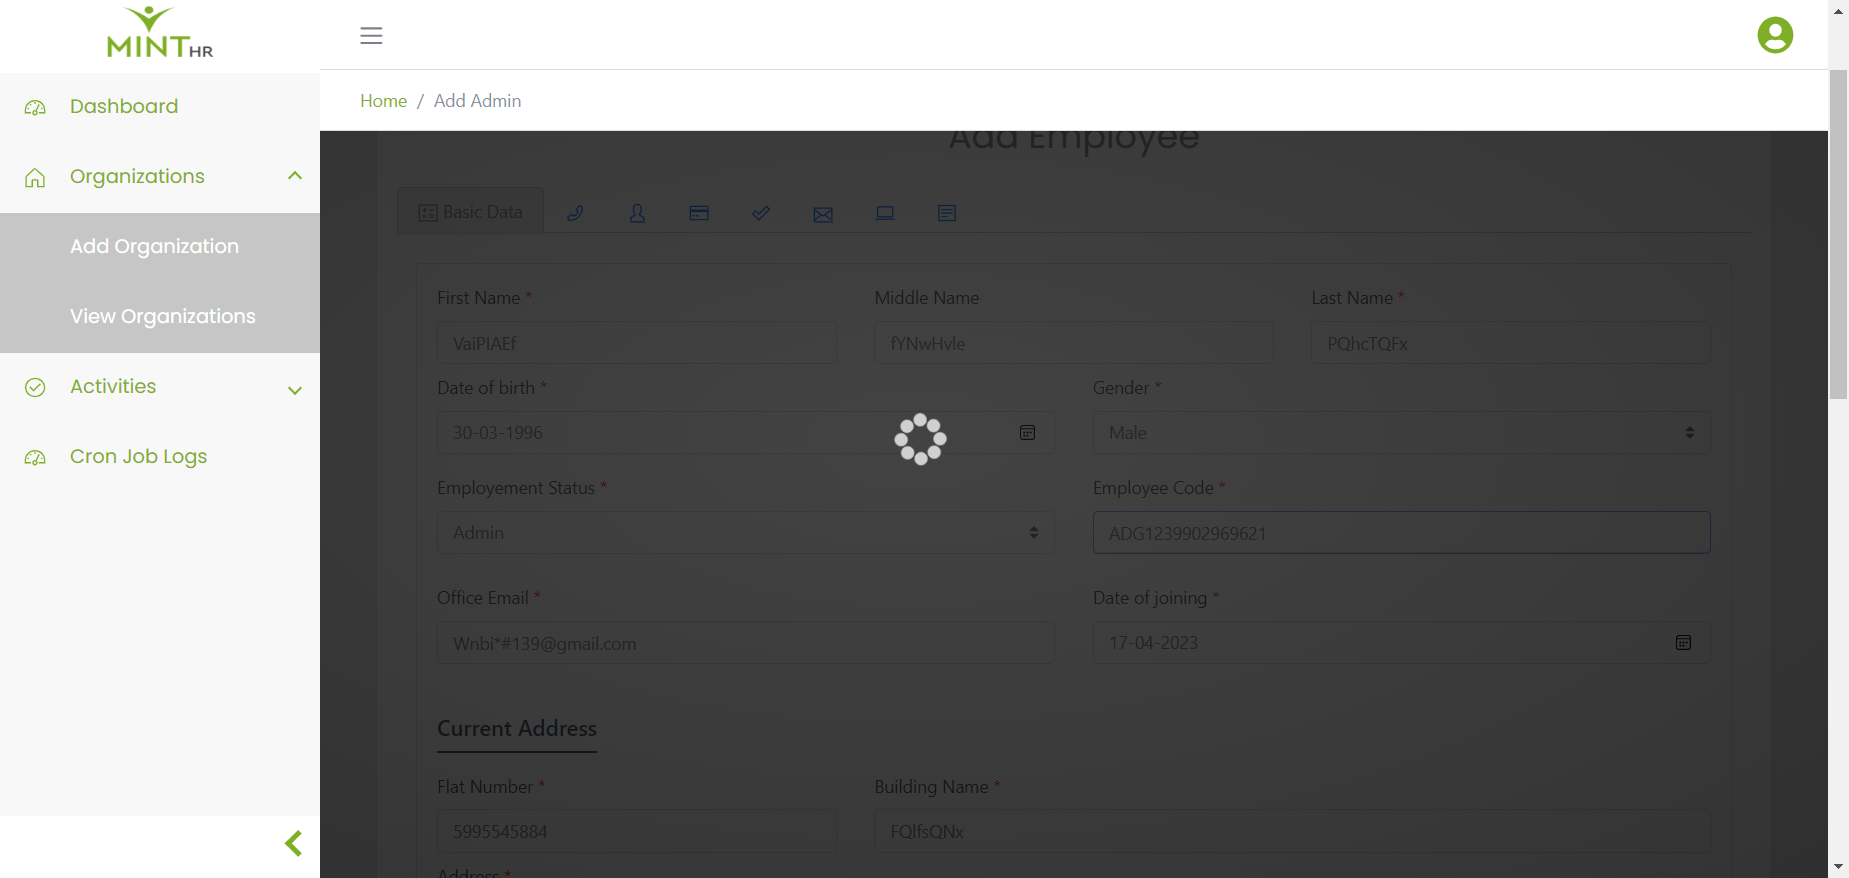 MINT HR
Home / Add Admin
Dashboard
Organizations
Add Organization
View Organizations
Activities
Cron Job Logs
Add Employee
Basic Data
First Name * Middle Name Last Name *
VaiPIAEf fYNwHvle PQhcTQFx
Date of birth * Gender *
30-03-1996 Male
Employement Status * Employee Code *
Admin ADG1239902969621
Office Email * Date of joining *
Wnbi*#139@gmail.com 17-04-2023
Current Address
Flat Number * Building Name *
5995545884 FQlfsQNx
Address *